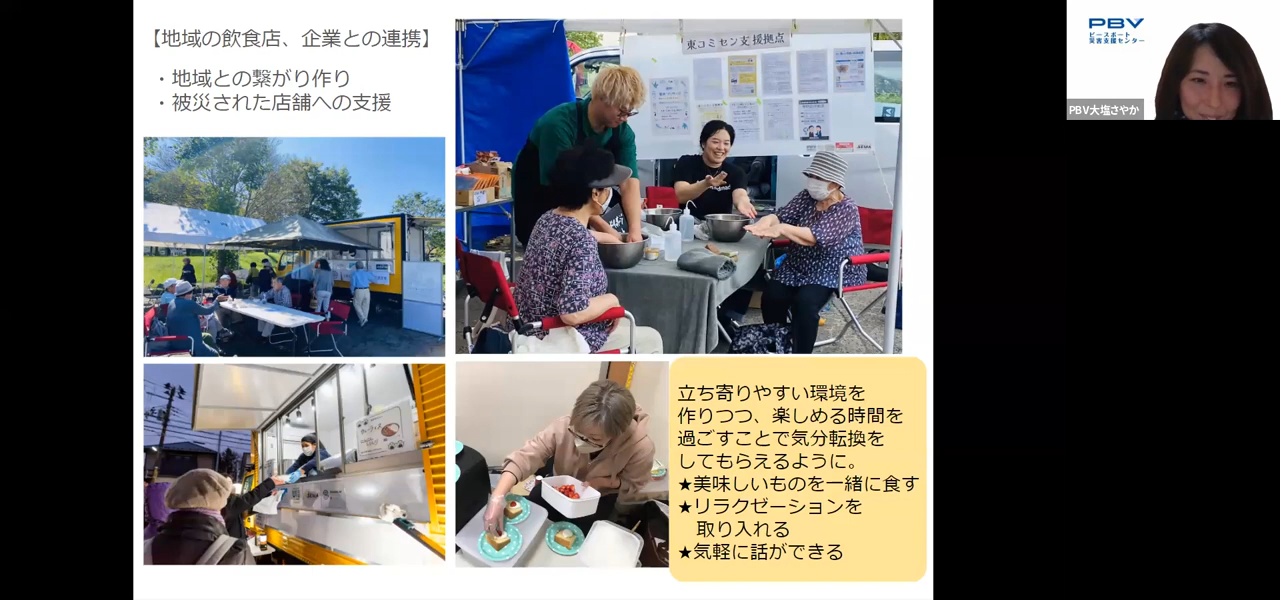 【地域の飲食店、企業との連携】
・地域との繋がり作り
・被災された店舗への支援
東コミセン支援拠点
立ち寄りやすい環境を
作りつつ、楽しめる時間を
過ごすことで気分転換を
してもらえるように。
★美味しいものを一緒に食す
★リラクゼーションを
取り入れる
★気軽に話ができる
PBV
ピースボート
災害支援センター
PBV大塩さやか